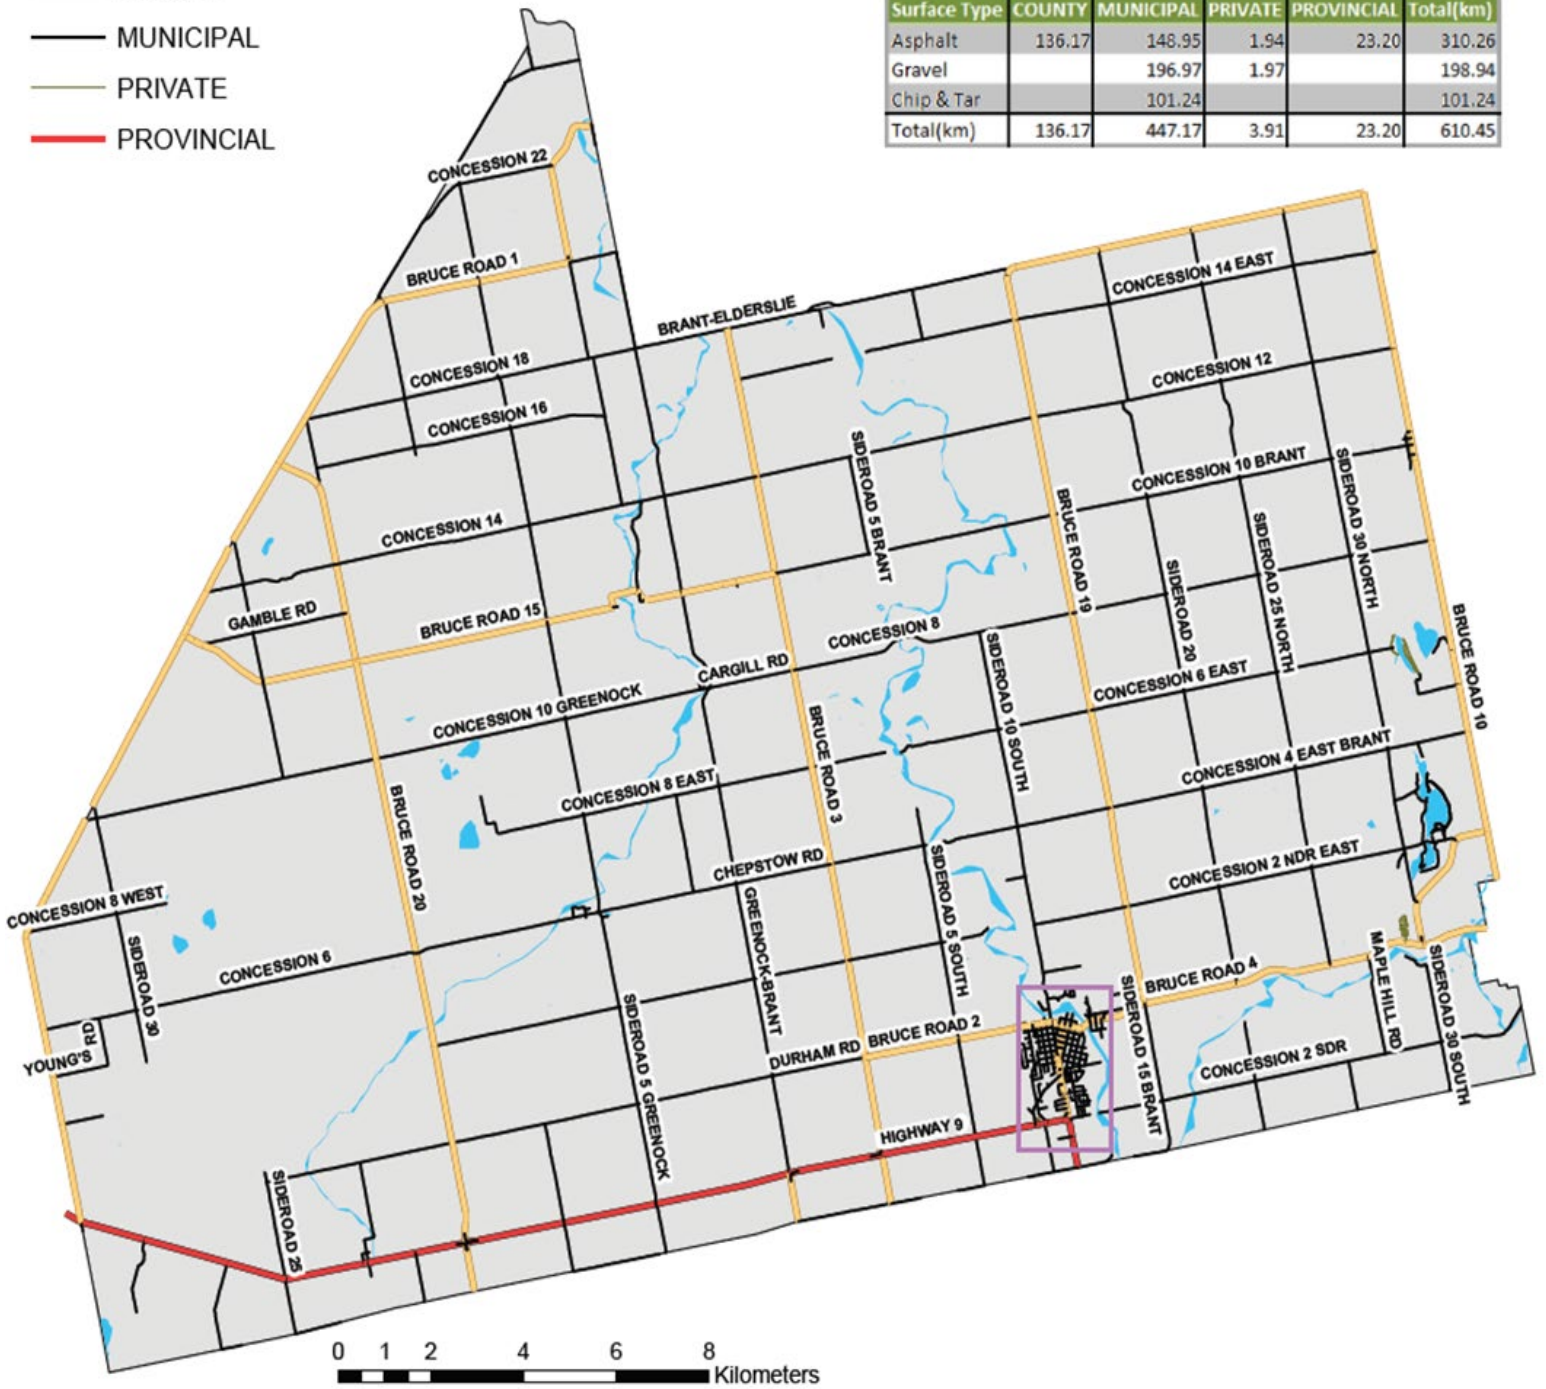 Surface Type COUNTY MUNICIPAL PRIVATE PROVINCIAL Total(km)
Asphalt 136.17 148.95 1.94 23.20 310.26
Gravel 196.97 1.97 198.94
Chip & Tar 101.24 101.24
Total(km) 136.17 447.17 3.91 23.20 610.45
MUNICIPAL
PRIVATE
PROVINCIAL
CONCESSION 22
BRUCE ROAD 1
BRANT-ELDERSLIE
CONCESSION 14 EAST
CONCESSION 18
CONCESSION 12
CONCESSION 16
SIDEROAD 5 BRANT
CONCESSION 10 BRANT
SIDEROAD 30 NORTH
CONCESSION 14
BRUCE ROAD 19
SIDEROAD 25 NORTH
SIDEROAD 20
GAMBLE RD
BRUCE ROAD 15
CONCESSION 8
BRUCE ROAD 10
CARGILL RD
SIDEROAD 10 SOUTH
CONCESSION 6 EAST
CONCESSION 10 GREENOCK
BRUCE ROAD 3
CONCESSION 4 EAST BRANT
CONCESSION 8 EAST
BRUCE ROAD 20
CHEPSTOW RD
SIDEROAD 5 SOUTH
CONCESSION 2 NDR EAST
CONCESSION 8 WEST
GREENOCK-BRANT
SIDEROAD 30
CONCESSION 6
MAPLE HILL RD
SIDEROAD 30 SOUTH
BRUCE ROAD 4
SIDEROAD 15 BRANT
SIDEROAD 5 GREENOCK
YOUNG'S RD
DURHAM RD
BRUCE ROAD 2
CONCESSION 2 SDR
HIGHWAY 9
SIDEROAD 25
0 1 2 4 6 8
Kilometers